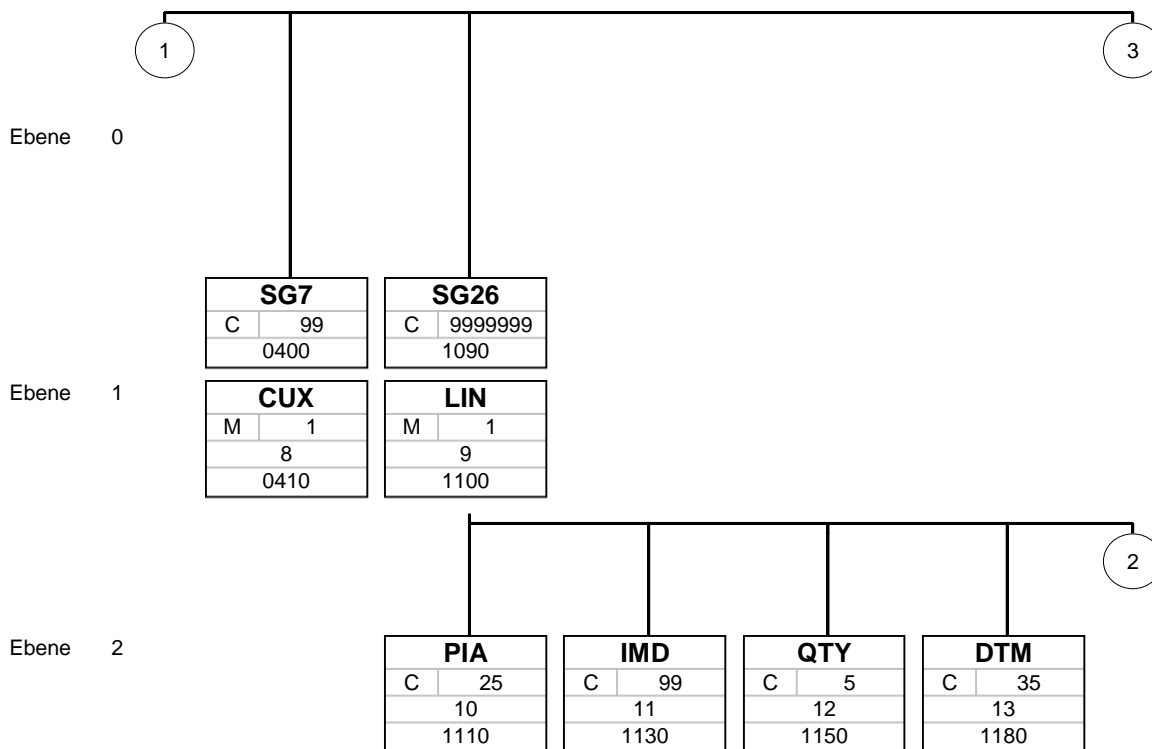 1 3
Ebene 0
SG7 SG26
C 99 C 9999999
0400 1090
Ebene 1
CUX LIN
M 1 M 1
8 9
0410 1100
2
Ebene 2
PIA IMD QTY DTM
C 25 C 99 C 5 C 35
10 11 12 13
1110 1130 1150 1180